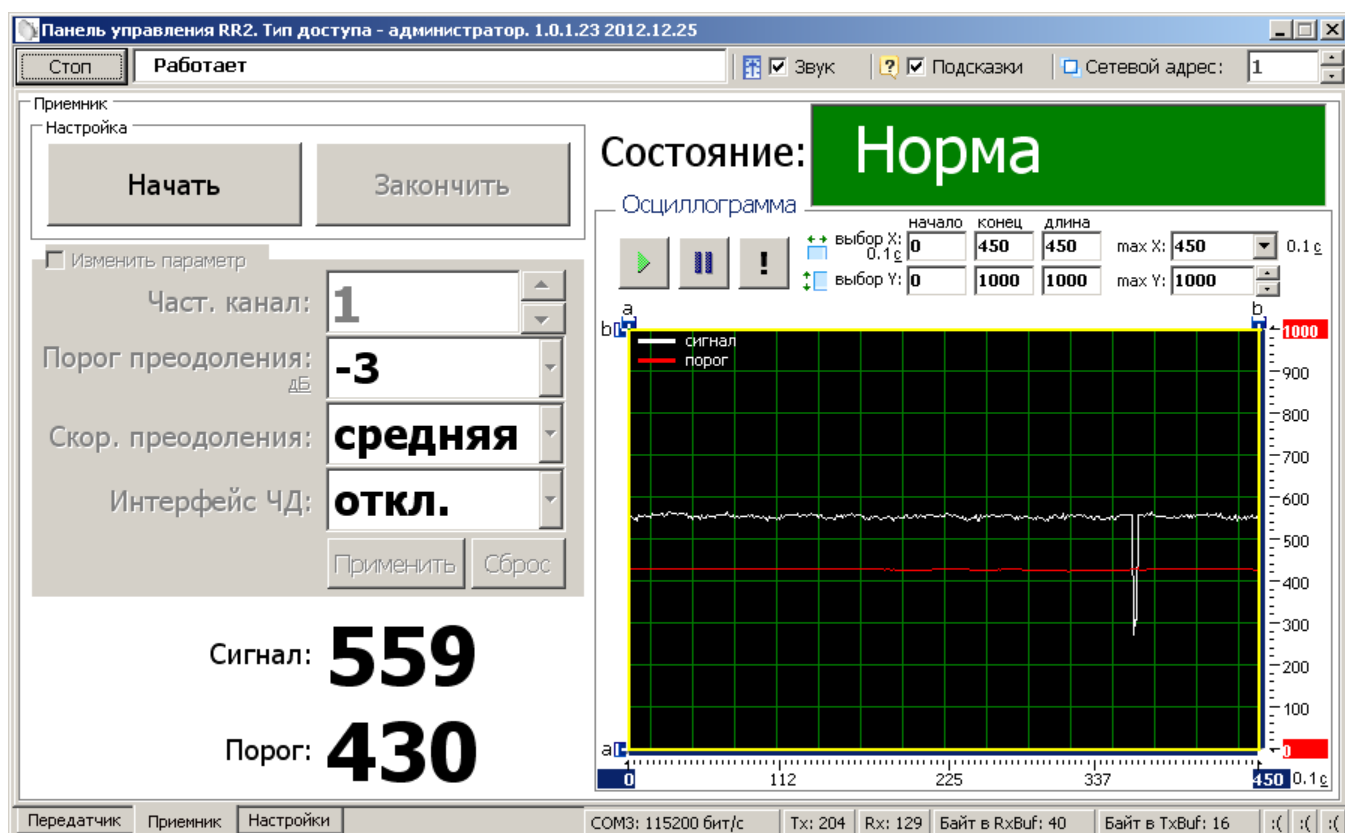 Панель управления RR2. Тип доступа - администратор. 1.0.1.23 2012.12.25
Стоп
Работает
Звук
Подсказки
Сетевой адрес:
1
Приемник
Настройка
Начать
Закончить
Изменить параметр
Част. канал:
1
Порог преодоления:
дБ
-3
Скор. преодоления:
средняя
Интерфейс ЧД:
откл.
Применить
Сброс
Сигнал:
559
Порог:
430
Состояние:
Норма
Осциллограмма
!
начало конец длина
выбор X: 0 450 450 max X: 450 0.1 с
0.1 с
выбор Y: 0 1000 1000 max Y: 1000
a b
b
сигнал
порог
1000
900
800
700
600
500
400
300
200
100
0
a
0 112 225 337 450 0.1 с
Передатчик Приемник Настройки
COM3: 115200 бит/с
Tx: 204
Rx: 129
Байт в RxBuf: 40
Байт в TxBuf: 16
:( :( :(